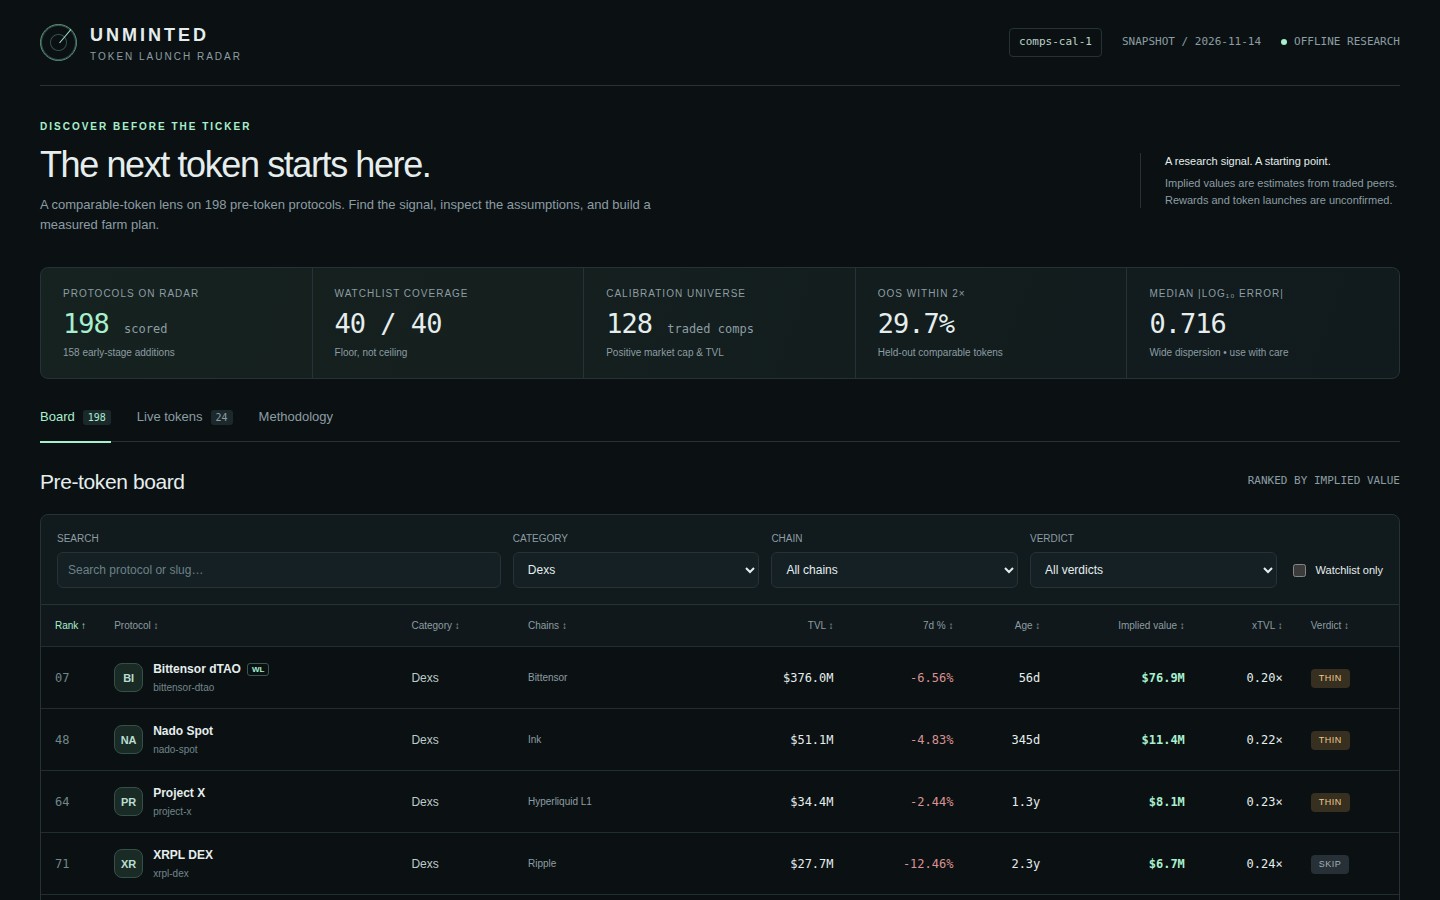 UNMINTED
TOKEN LAUNCH RADAR
comps-cal-1
SNAPSHOT / 2026-11-14
OFFLINE RESEARCH
DISCOVER BEFORE THE TICKER
The next token starts here.
A comparable-token lens on 198 pre-token protocols. Find the signal, inspect the assumptions, and build a
measured farm plan.
A research signal. A starting point.
Implied values are estimates from traded peers.
Rewards and token launches are unconfirmed.
PROTOCOLS ON RADAR
198 scored
158 early-stage additions
WATCHLIST COVERAGE
40 / 40
Floor, not ceiling
CALIBRATION UNIVERSE
128 traded comps
Positive market cap & TVL
OOS WITHIN 2×
29.7%
Held-out comparable tokens
MEDIAN |LOG₁₀ ERROR|
0.716
Wide dispersion • use with care
Board 198
Live tokens 24
Methodology
Pre-token board
RANKED BY IMPLIED VALUE
SEARCH
Search protocol or slug…
CATEGORY
Dexs
CHAIN
All chains
VERDICT
All verdicts
Watchlist only
Rank ↑ Protocol ↕ Category ↕ Chains ↕ TVL ↕ 7d % ↕ Age ↕ Implied value ↕ xTVL ↕ Verdict ↕
07 BI Bittensor dTAO WL Dexs Bittensor $376.0M -6.56% 56d $76.9M 0.20× THIN
bittensor-dtao
48 NA Nado Spot Dexs Ink $51.1M -4.83% 345d $11.4M 0.22× THIN
nado-spot
64 PR Project X Dexs Hyperliquid L1 $34.4M -2.44% 1.3y $8.1M 0.23× THIN
project-x
71 XR XRPL DEX Dexs Ripple $27.7M -12.46% 2.3y $6.7M 0.24× SKIP
xrpl-dex